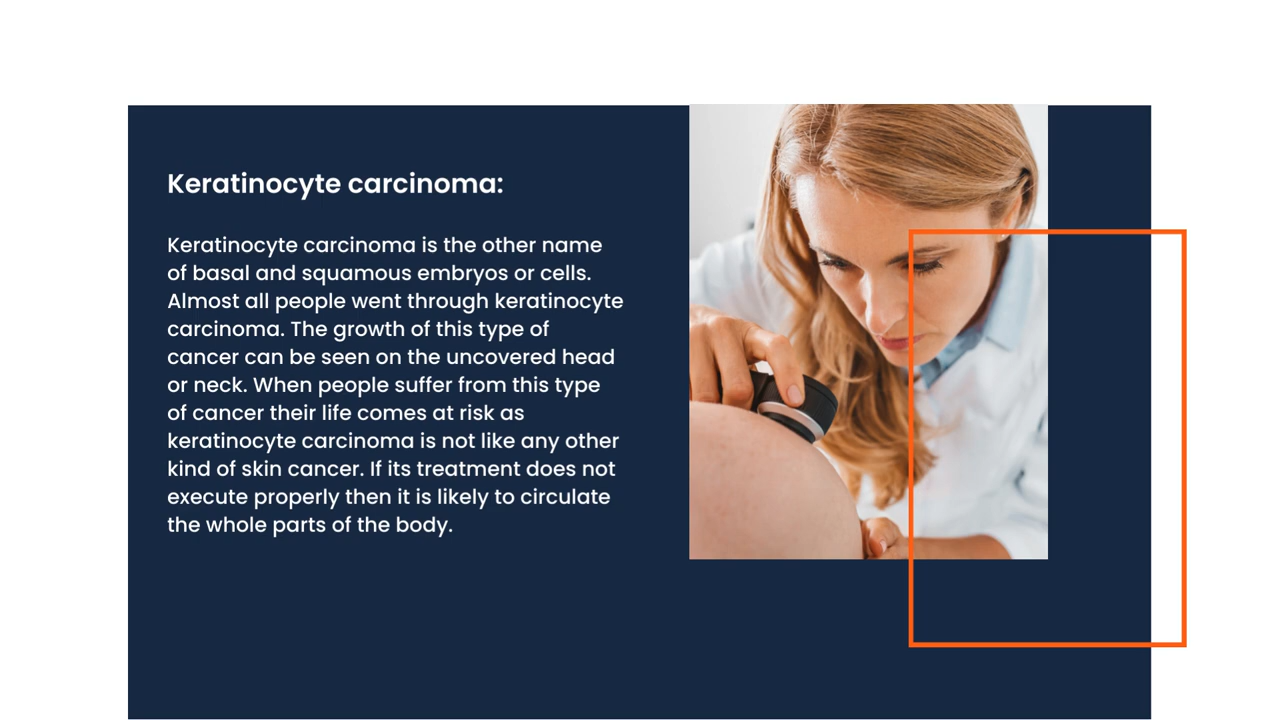 Keratinocyte carcinoma:
Keratinocyte carcinoma is the other name
of basal and squamous embryos or cells.
Almost all people went through keratinocyte
carcinoma. The growth of this type of
cancer can be seen on the uncovered head
or neck. When people suffer from this type
of cancer their life comes at risk as
keratinocyte carcinoma is not like any other
kind of skin cancer. If its treatment does not
execute properly then it is likely to circulate
the whole parts of the body.